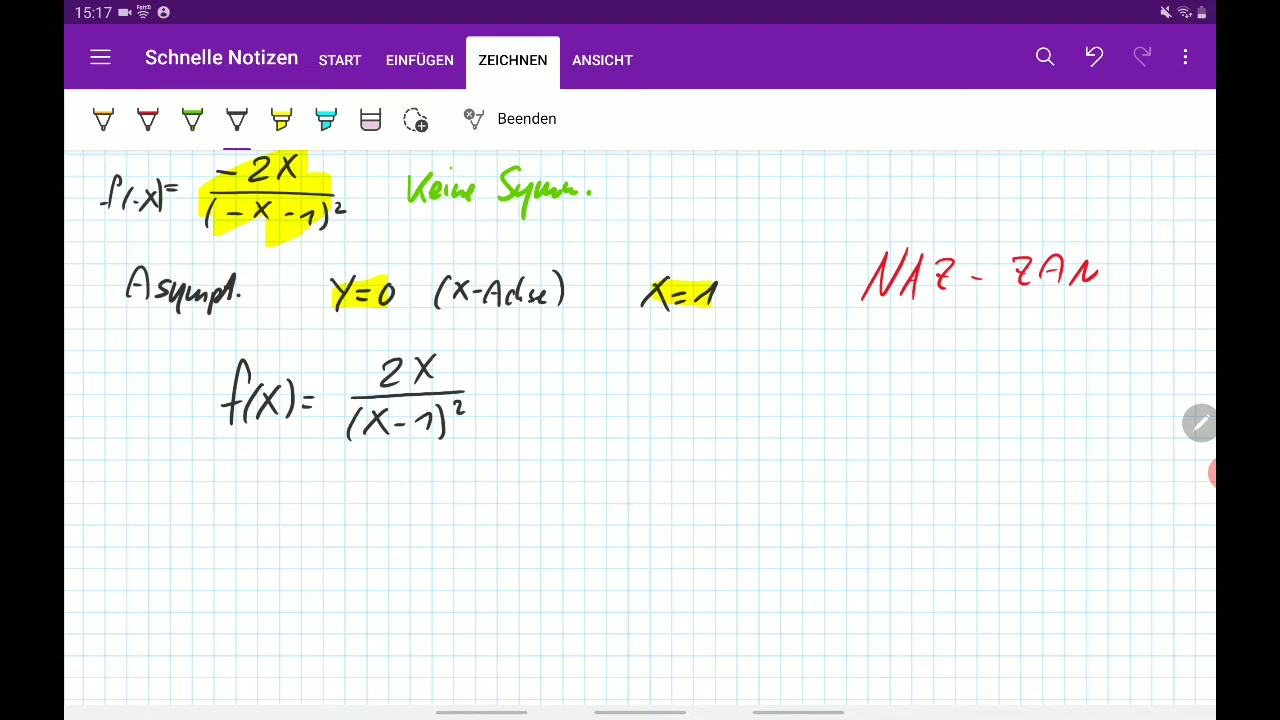 15:17
Schnelle Notizen START EINFÜGEN ZEICHNEN ANSICHT
Beenden
f(-x)= -2x / (-x-1)² Keine Symm.
Asympt. y=0 (x-Achse) x=1
NAZ - ZAN
f(x)= 2x / (x-1)²